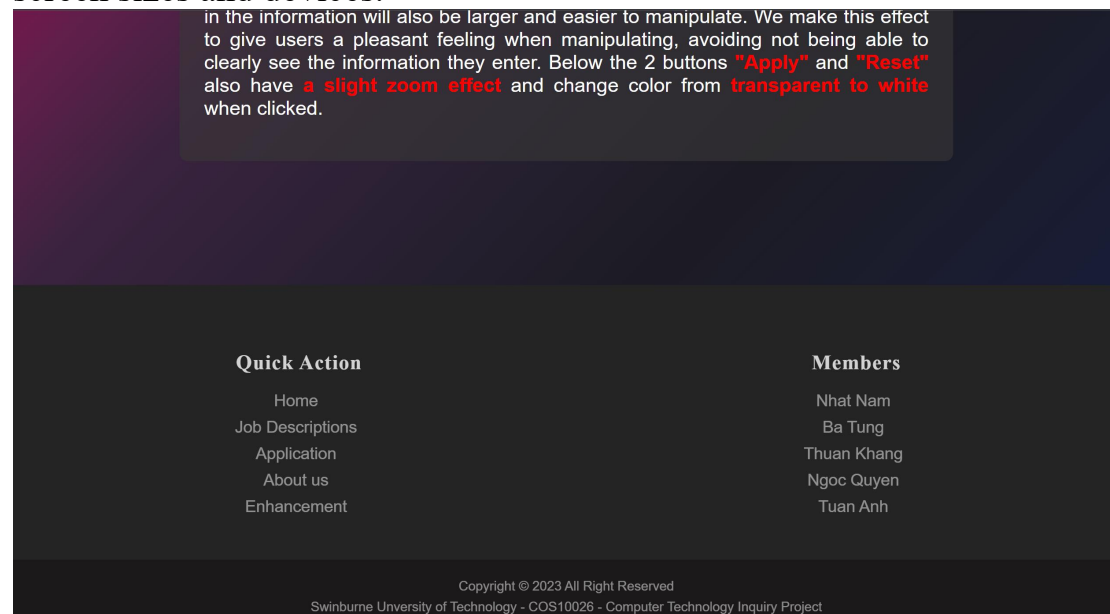 screen sizes and devices.
in the information will also be larger and easier to manipulate. We make this effect
to give users a pleasant feeling when manipulating, avoiding not being able to
clearly see the information they enter. Below the 2 buttons "Apply" and "Reset"
also have a slight zoom effect and change color from transparent to white
when clicked.
Quick Action
Home
Job Descriptions
Application
About us
Enhancement
Members
Nhat Nam
Ba Tung
Thuan Khang
Ngoc Quyen
Tuan Anh
Copyright © 2023 All Right Reserved
Swinburne Unversity of Technology - COS10026 - Computer Technology Inquiry Project